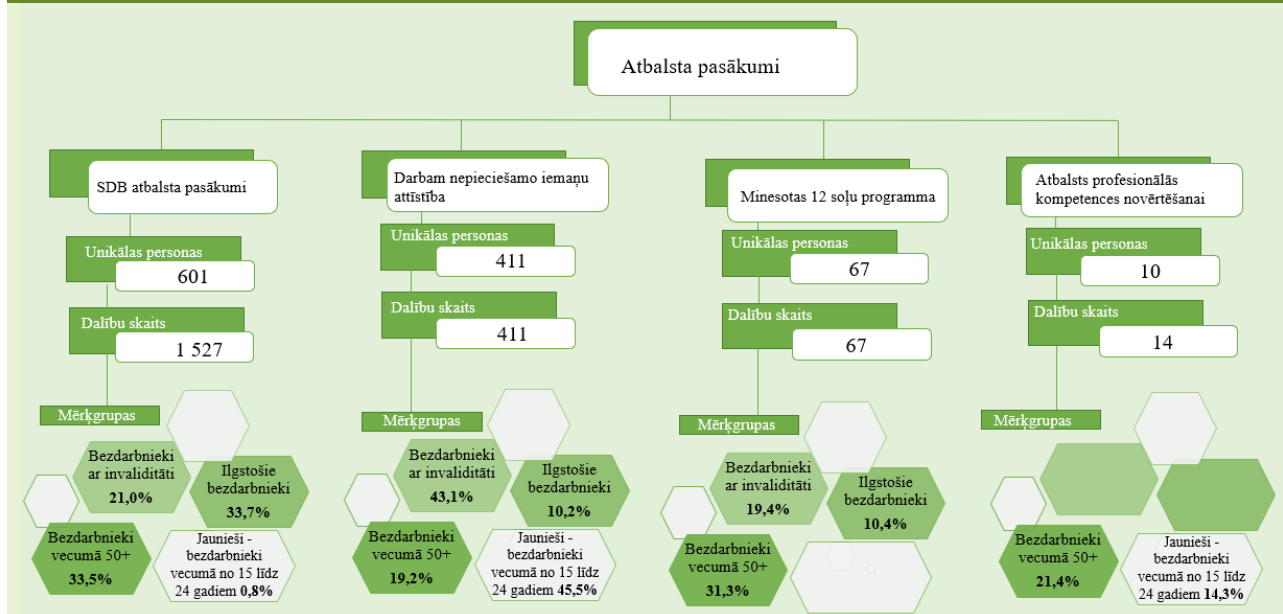 Atbalsta pasākumi
SDB atbalsta pasākumi
Unikālas personas
601
Dalību skaits
1 527
Mērķgrupas
Bezdarbnieki
ar invaliditāti
21,0%
Ilgstošie
bezdarbnieki
33,7%
Bezdarbnieki
vecumā 50+
33,5%
Jaunieši -
bezdarbnieki
vecumā no 15 līdz
24 gadiem 0,8%
Darbam nepieciešamo iemaņu
attīstība
Unikālas personas
411
Dalību skaits
411
Mērķgrupas
Bezdarbnieki
ar invaliditāti
43,1%
Ilgstošie
bezdarbnieki
10,2%
Bezdarbnieki
vecumā 50+
19,2%
Jaunieši -
bezdarbnieki
vecumā no 15 līdz
24 gadiem 45,5%
Minesotas 12 soļu programma
Unikālas personas
67
Dalību skaits
67
Mērķgrupas
Bezdarbnieki
ar invaliditāti
19,4%
Ilgstošie
bezdarbnieki
10,4%
Bezdarbnieki
vecumā 50+
31,3%
Atbalsts profesionālās
kompetences novērtēšanai
Unikālas personas
10
Dalību skaits
14
Mērķgrupas
Bezdarbnieki
vecumā 50+
21,4%
Jaunieši -
bezdarbnieki
vecumā no 15 līdz
24 gadiem 14,3%